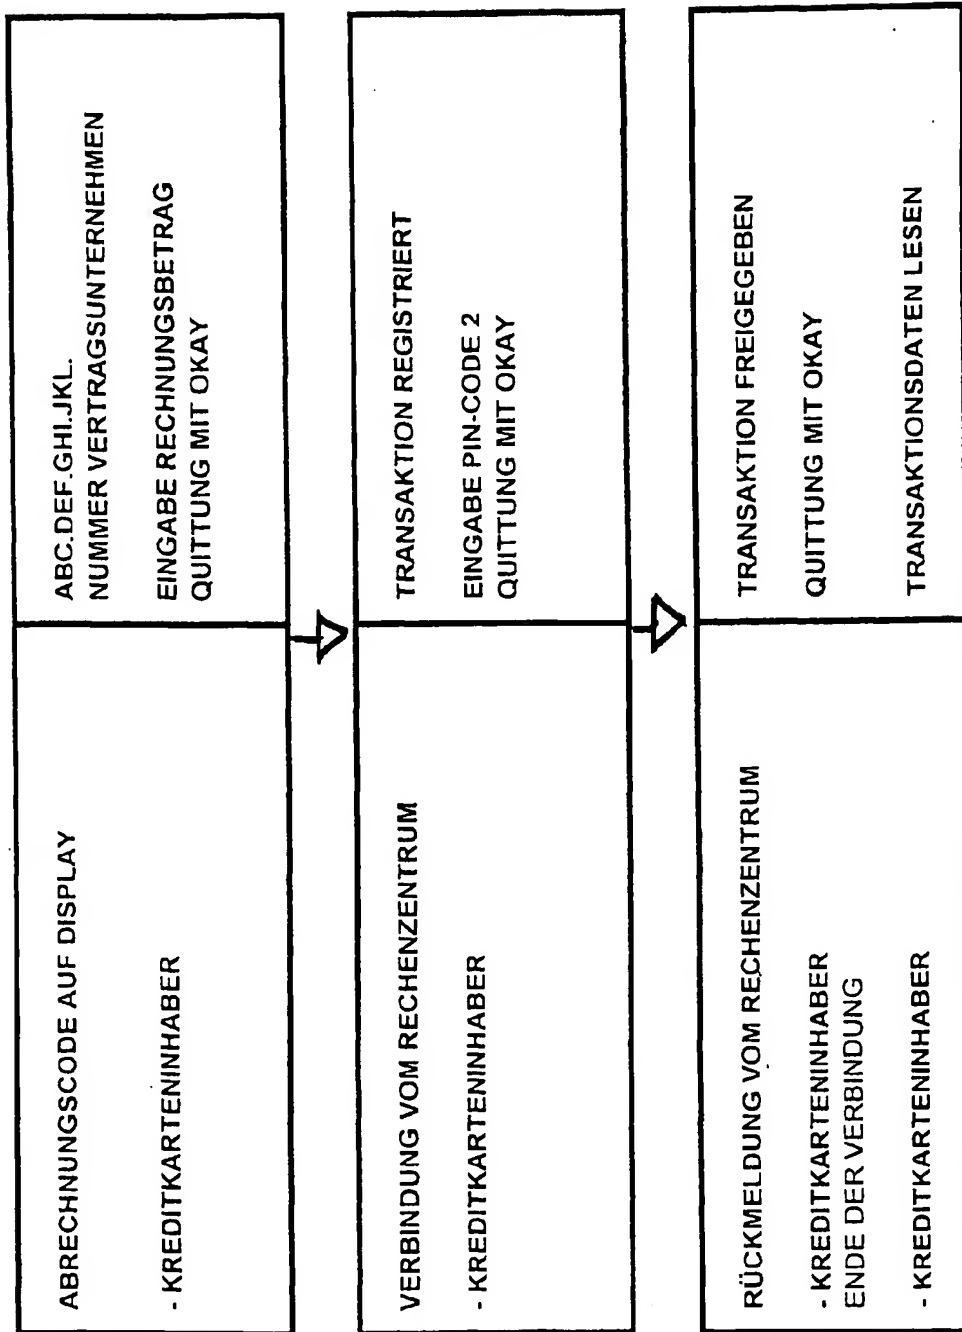 ABRECHNUNGSCODE AUF DISPLAY
- KREDITKARTENINHABER
ABC.DEF.GHI.JKL.
NUMMER VERTRAGSUNTERNEHMEN
EINGABE RECHNUNGSBETRAG
QUITTUNG MIT OKAY
VERBINDUNG VOM RECHENZENTRUM
- KREDITKARTENINHABER
TRANSAKTION REGISTRIERT
EINGABE PIN-CODE 2
QUITTUNG MIT OKAY
RÜCKMELDUNG VOM RECHENZENTRUM
- KREDITKARTENINHABER
ENDE DER VERBINDUNG
- KREDITKARTENINHABER
TRANSAKTION FREIGEGEBEN
QUITTUNG MIT OKAY
TRANSAKTIONSDATEN LESEN